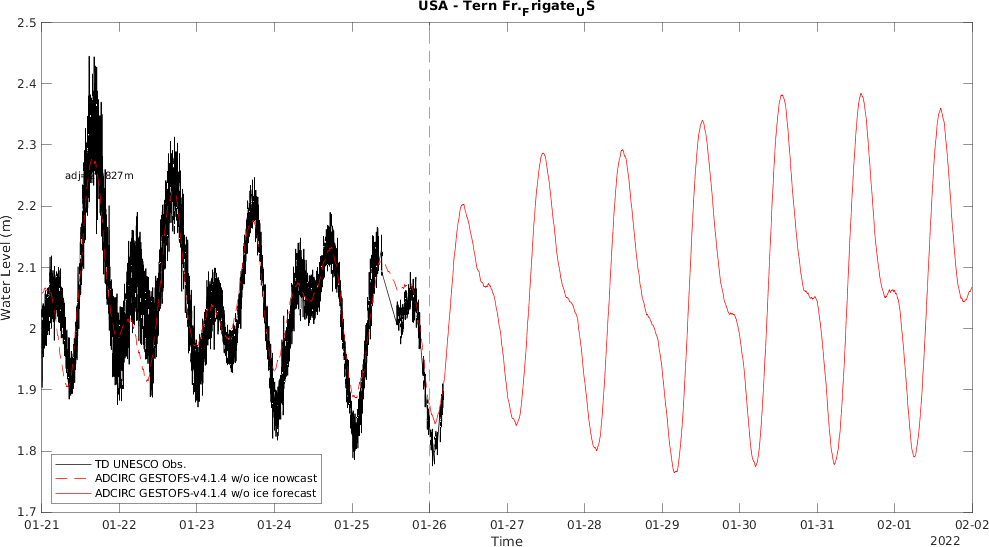 USA - Tern Fr.FrigateUS
2.5
2.4
2.3
2.2
2.1
2
1.9
1.8
1.7
Water Level (m)
827m
TD UNESCO Obs.
ADCIRC GESTOFS-v4.1.4 w/o ice nowcast
ADCIRC GESTOFS-v4.1.4 w/o ice forecast
01-21 01-22 01-23 01-24 01-25 01-26 01-27 01-28 01-29 01-30 01-31 02-01 02-02
Time
2022